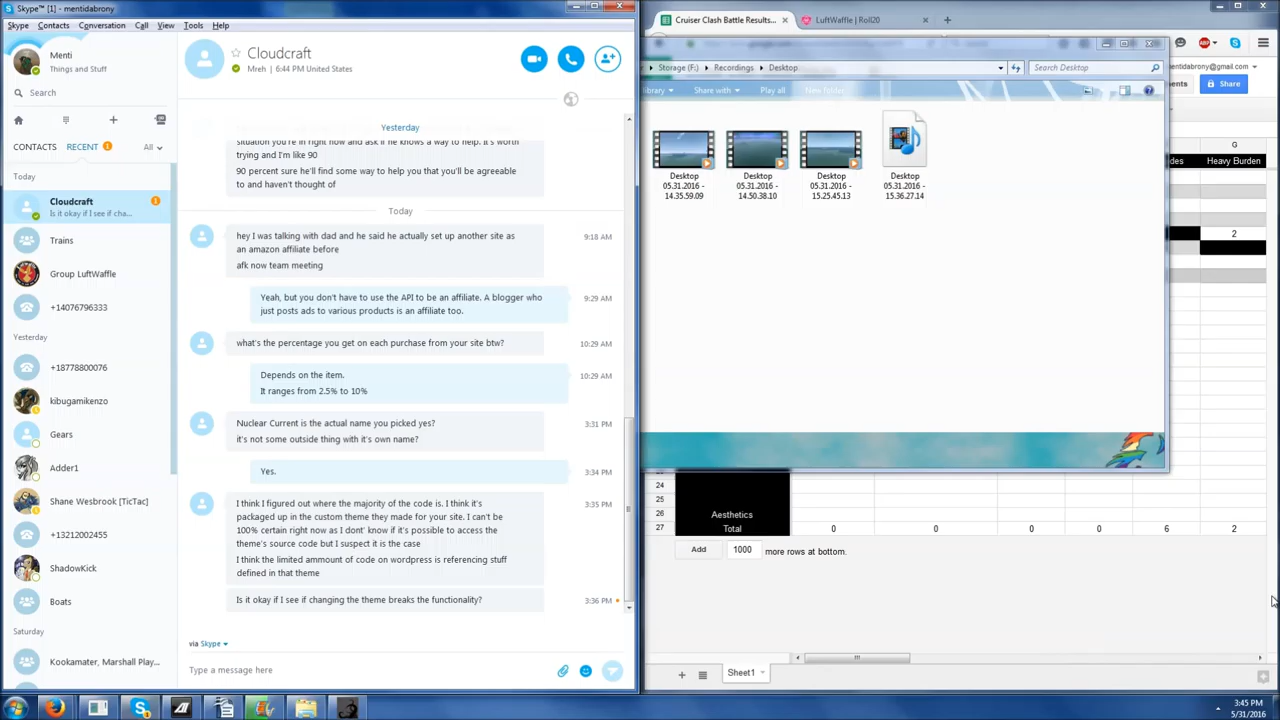 Skype™ [1] - mentidabrony
Skype Contacts Conversation Call View Tools Help
Menti
Things and Stuff
Search
CONTACTS
RECENT 1
All
Today
Cloudcraft
Is it okay if I see if cha...
1
Trains
Group LuftWaffle
+14076796333
Yesterday
+18778800076
kibugamikenzo
Gears
Adder1
Shane Wesbrook [TicTac]
+13212002455
ShadowKick
Boats
Saturday
Kookamater, Marshall Play...
Cloudcraft
Mreh | 6:44 PM United States
Yesterday
situation you're in right now and ask if he knows a way to help. It's worth
trying and I'm like 90
90 percent sure he'll find some way to help you that you'll be agreeable
to and haven't thought of
Today
hey I was talking with dad and he said he actually set up another site as
an amazon affiliate before
afk now team meeting
9:18 AM
Yeah, but you don't have to use the API to be an affiliate. A blogger who
just posts ads to various products is an affiliate too.
9:29 AM
what's the percentage you get on each purchase from your site btw?
10:29 AM
Depends on the item.
It ranges from 2.5% to 10%
10:29 AM
Nuclear Current is the actual name you picked yes?
it's not some outside thing with it's own name?
3:31 PM
Yes.
3:34 PM
I think I figured out where the majority of the code is. I think it's
packaged up in the custom theme they made for your site. I can't be
100% certain right now as I dont' know if it's possible to access the
theme's source code but I suspect it is the case
I think the limited ammount of code on wordpress is referencing stuff
defined in that theme
3:35 PM
Is it okay if I see if changing the theme breaks the functionality?
3:36 PM
via Skype
Type a message here
Cruiser Clash Battle Results...
LuftWaffle | Roll20
mentidabrony@gmail.com
Share
Storage (F:) Recordings Desktop
Search Desktop
Share with Play all New folder
Desktop
05.31.2016 -
14.35.59.09
Desktop
05.31.2016 -
14.50.38.10
Desktop
05.31.2016 -
15.25.45.13
Desktop
05.31.2016 -
15.36.27.14
G
Heavy Burden
2
24
25
26
Aesthetics
27
Total
0 0 0 0 6 2
Add 1000 more rows at bottom.
Sheet1
3:45 PM
5/31/2016